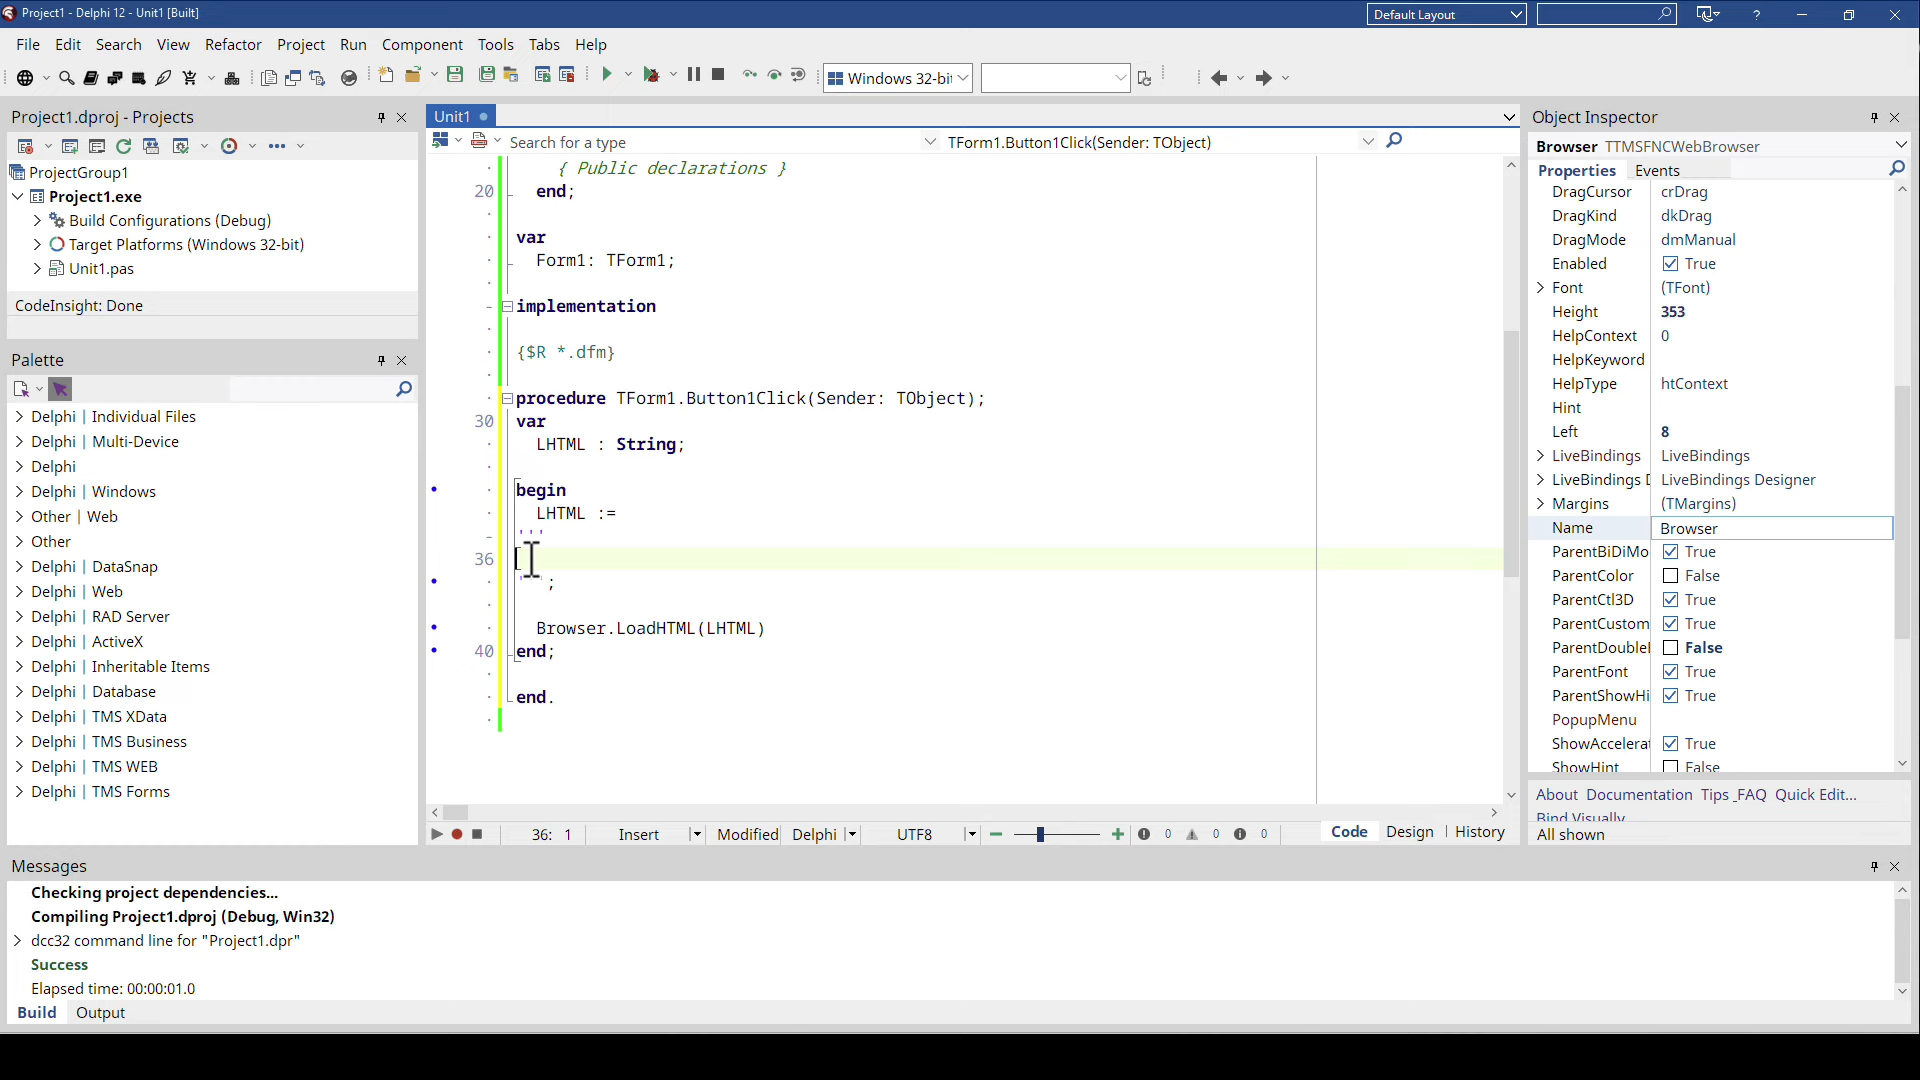 Project1 - Delphi 12 - Unit1 [Built]
Default Layout
File Edit Search View Refactor Project Run Component Tools Tabs Help
Windows 32-bit
Project1.dproj - Projects
ProjectGroup1
Project1.exe
Build Configurations (Debug)
Target Platforms (Windows 32-bit)
Unit1.pas
CodeInsight: Done
Palette
Delphi | Individual Files
Delphi | Multi-Device
Delphi
Delphi | Windows
Other | Web
Other
Delphi | DataSnap
Delphi | Web
Delphi | RAD Server
Delphi | ActiveX
Delphi | Inheritable Items
Delphi | Database
Delphi | TMS XData
Delphi | TMS Business
Delphi | TMS WEB
Delphi | TMS Forms
Unit1
Search for a type
TForm1.Button1Click(Sender: TObject)
{ Public declarations }
20 end;
var
Form1: TForm1;
implementation
{$R *.dfm}
procedure TForm1.Button1Click(Sender: TObject);
30 var
LHTML : String;
begin
LHTML :=
'''
36
;
Browser.LoadHTML(LHTML)
40 end;
end.
36: 1 Insert Modified Delphi UTF8 0 0 0 Code Design History
Object Inspector
Browser TTMSFNCWebBrowser
Properties Events
DragCursor crDrag
DragKind dkDrag
DragMode dmManual
Enabled True
Font (TFont)
Height 353
HelpContext 0
HelpKeyword
HelpType htContext
Hint
Left 8
LiveBindings LiveBindings
LiveBindings D LiveBindings Designer
Margins (TMargins)
Name Browser
ParentBiDiMo True
ParentColor False
ParentCtl3D True
ParentCustom True
ParentDoubleB False
ParentFont True
ParentShowHi True
PopupMenu
ShowAccelerat True
ShowHint False
About Documentation Tips _FAQ Quick Edit...
Bind Visually
All shown
Messages
Checking project dependencies...
Compiling Project1.dproj (Debug, Win32)
dcc32 command line for "Project1.dpr"
Success
Elapsed time: 00:00:01.0
Build Output